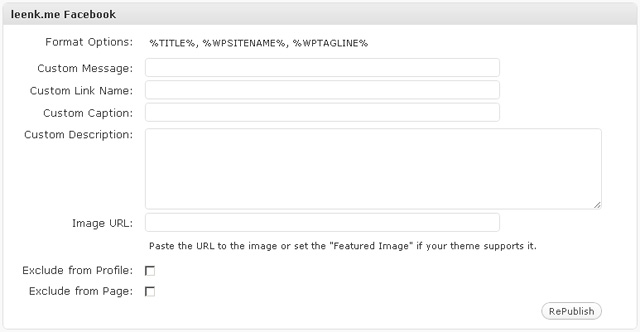 leenk.me Facebook
Format Options: %TITLE%, %WPSITENAME%, %WPTAGLINE%
Custom Message:
Custom Link Name:
Custom Caption:
Custom Description:
Image URL:
Paste the URL to the image or set the "Featured Image" if your theme supports it.
Exclude from Profile:
Exclude from Page:
RePublish